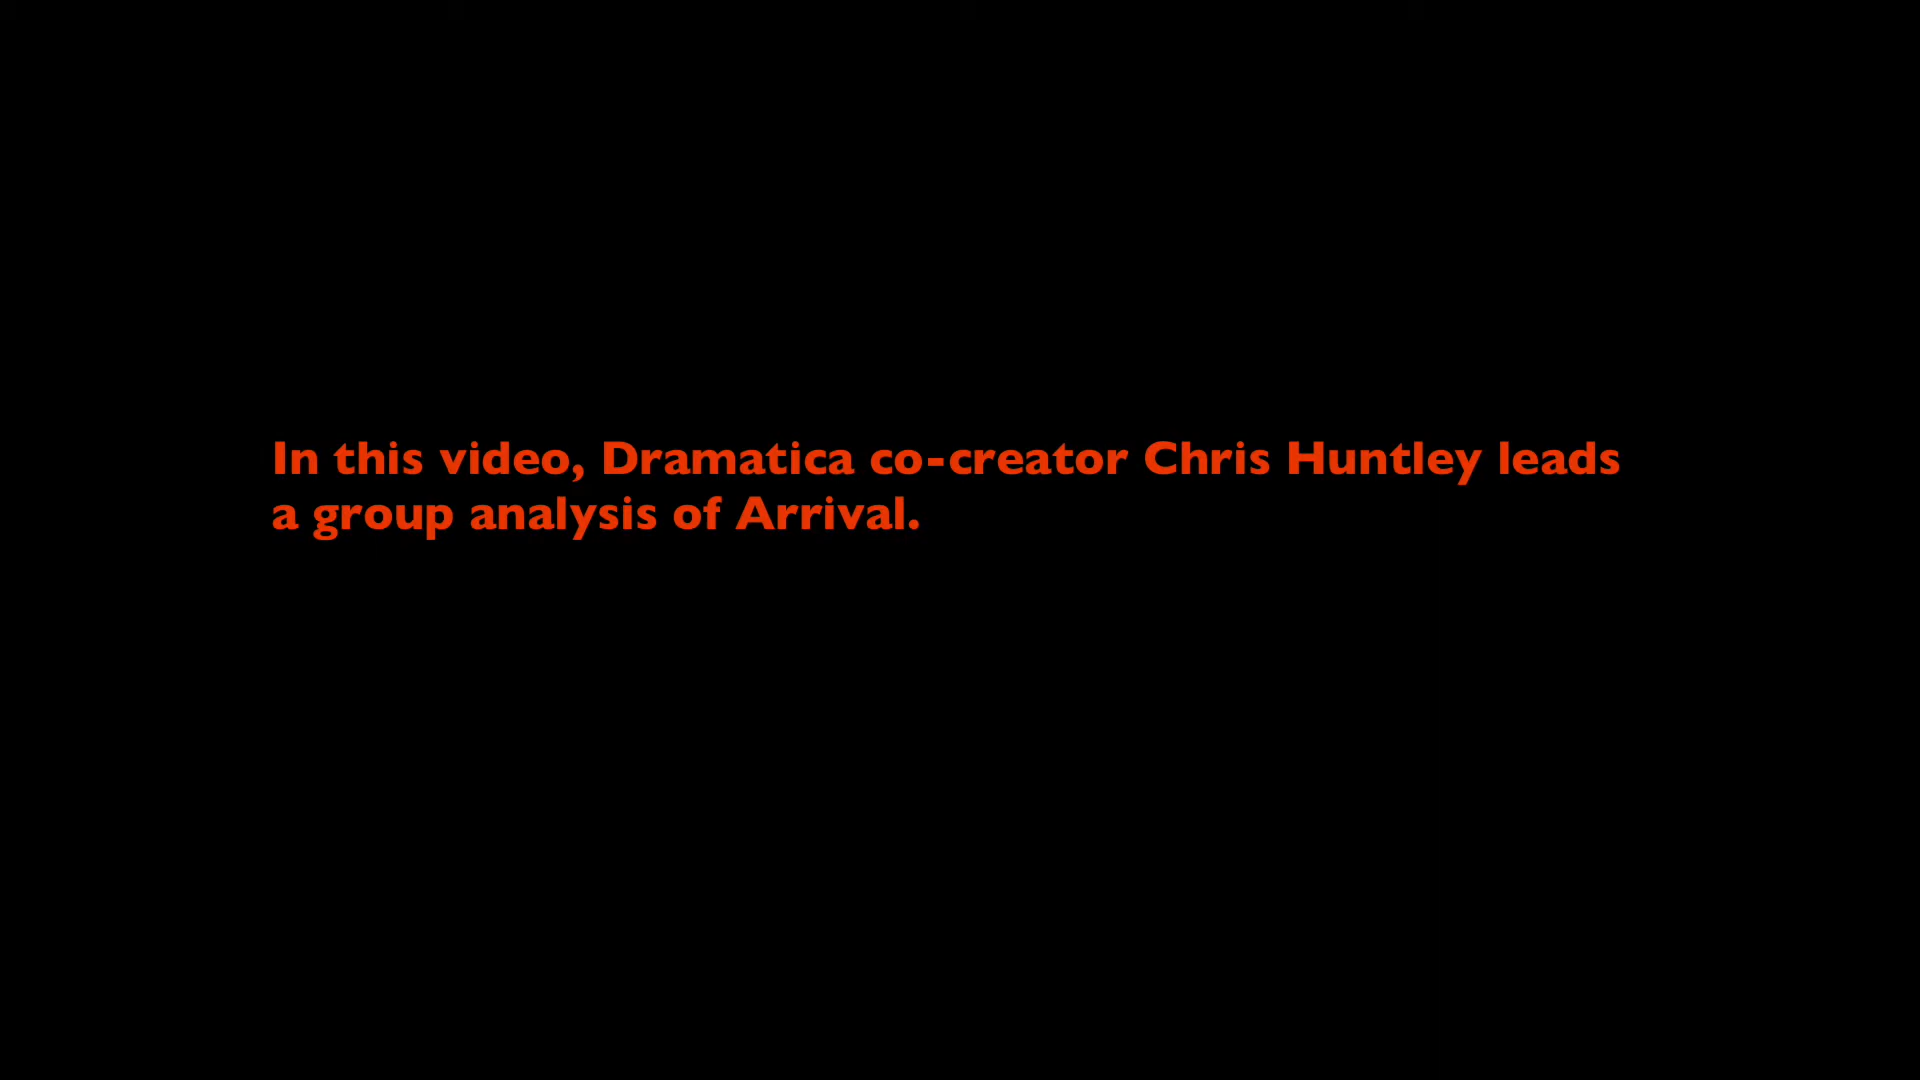 In this video, Dramatica co-creator Chris Huntley leads
a group analysis of Arrival.